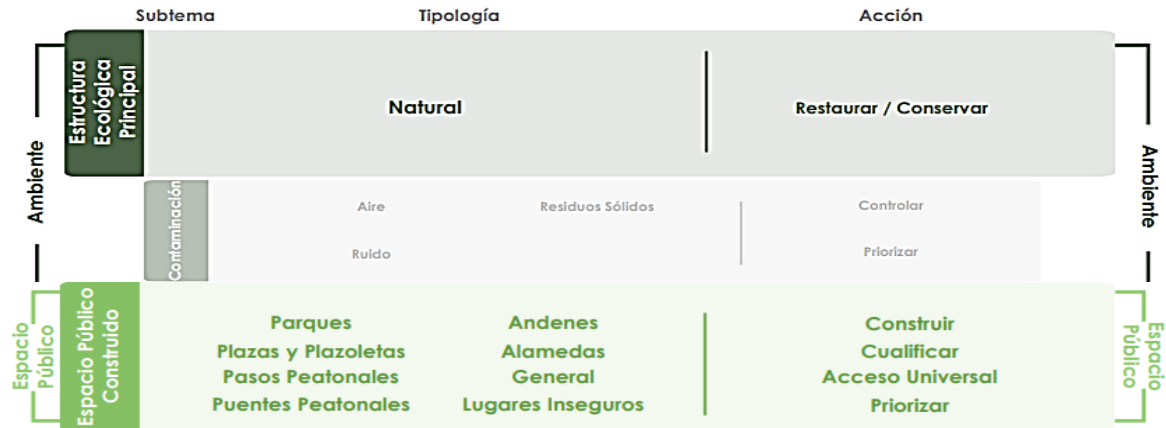 Subtema Tipología Acción
Ambiente
Estructura
Ecológica
Principal
Natural
Restaurar / Conservar
Ambiente
Contaminación
Aire Residuos Sólidos Controlar
Ruido Priorizar
Espacio
Público
Espacio Público
Construido
Parques Andenes Construir
Plazas y Plazoletas Alamedas Cualificar
Pasos Peatonales General Acceso Universal
Puentes Peatonales Lugares Inseguros Priorizar
Espacio
Público